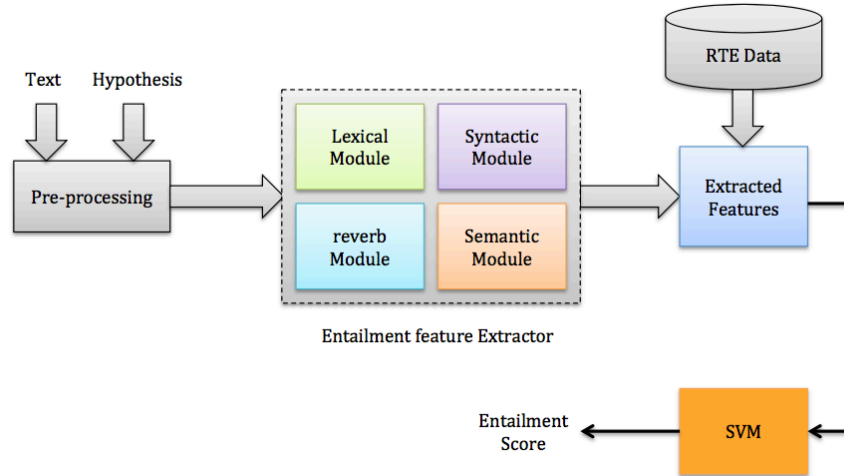 RTE Data
Text
Hypothesis
Lexical
Module
Syntactic
Module
Pre-processing
Extracted
Features
reverb
Module
Semantic
Module
Entailment feature Extractor
Entailment
Score
SVM